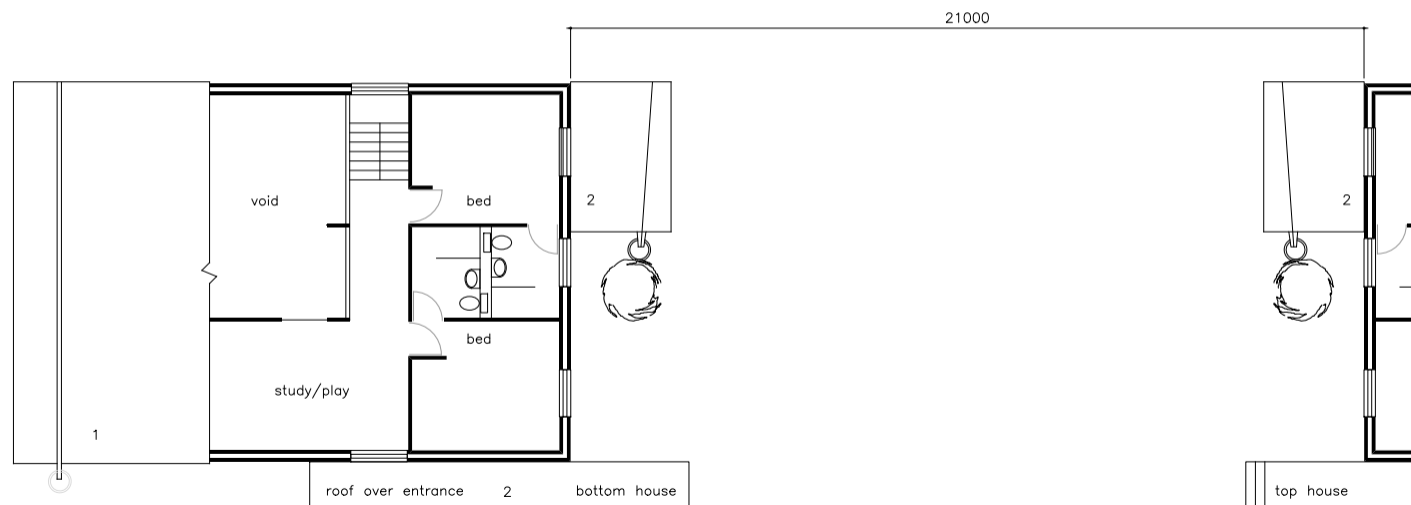 21000
void
bed
2
2
bed
study/play
1
roof over entrance 2 bottom house
top house